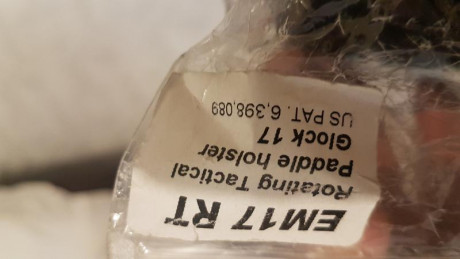 EM17 RT
Rotating Tactical
Paddle holster
Glock 17
US PAT. 6,398,089